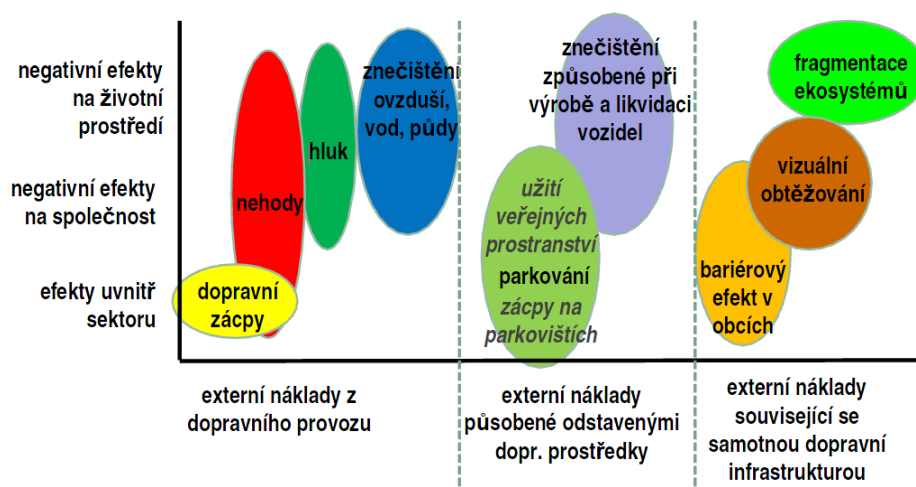 negativní efekty
na životní
prostředí
negativní efekty
na společnost
efekty uvnitř
sektoru
nehody
hluk
znečištění
ovzduší,
vod, půdy
dopravní
zácpy
znečištění
způsobené při
výrobě a likvidaci
vozidel
užití
veřejných
prostranství
parkování
zácpy na
parkovištích
fragmentace
ekosystémů
vizuální
obtěžování
bariérový
efekt v
obcích
externí náklady z
dopravního provozu
externí náklady
působené odstavenými
dopr. prostředky
externí náklady
související se
samotnou dopravní
infrastrukturou